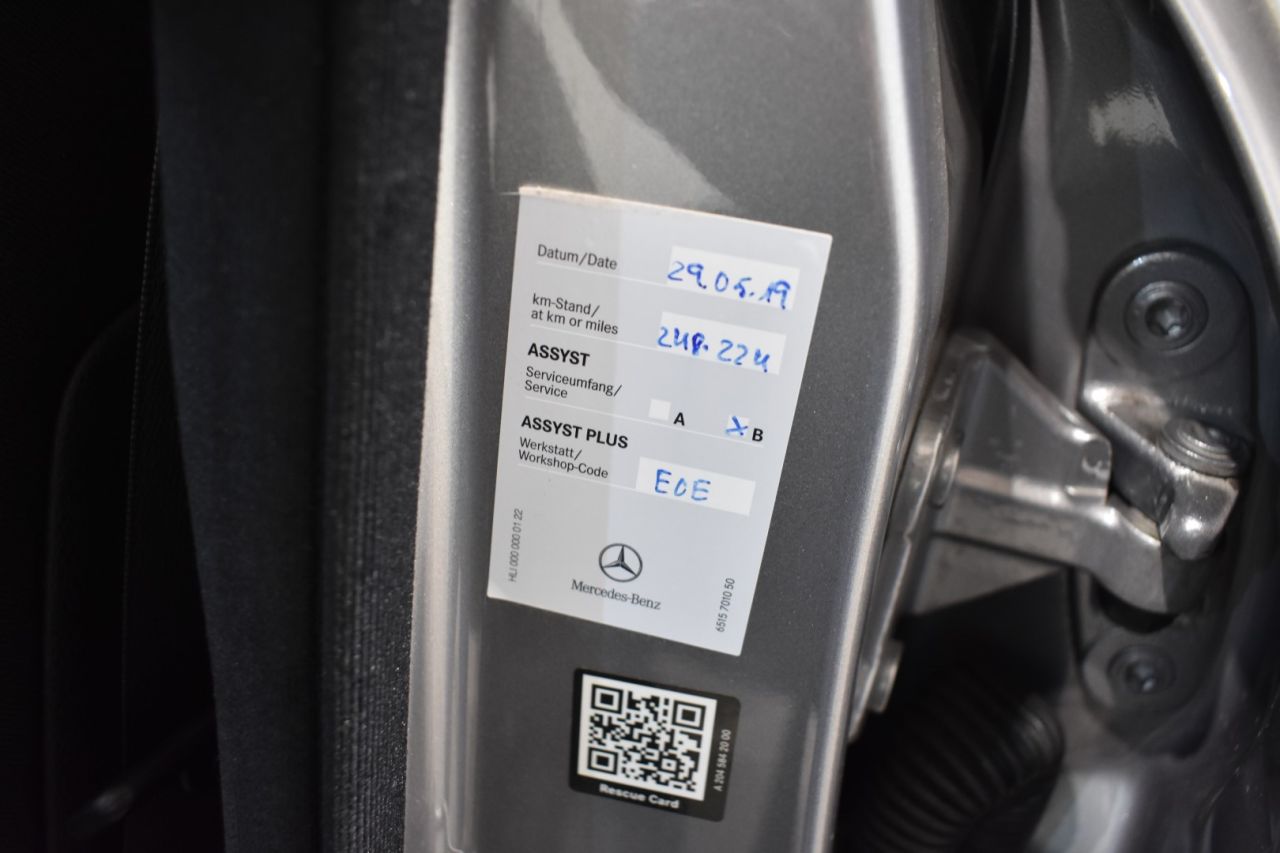 Datum/Date 29.05.19
km-Stand/
at km or miles 248.224
ASSYST
Serviceumfang/
Service A X B
ASSYST PLUS
Werkstatt/
Workshop-Code E0E
HLI 000 000 01 22
Mercedes-Benz
6515 7010 50
Rescue Card
A 204 584 20 00